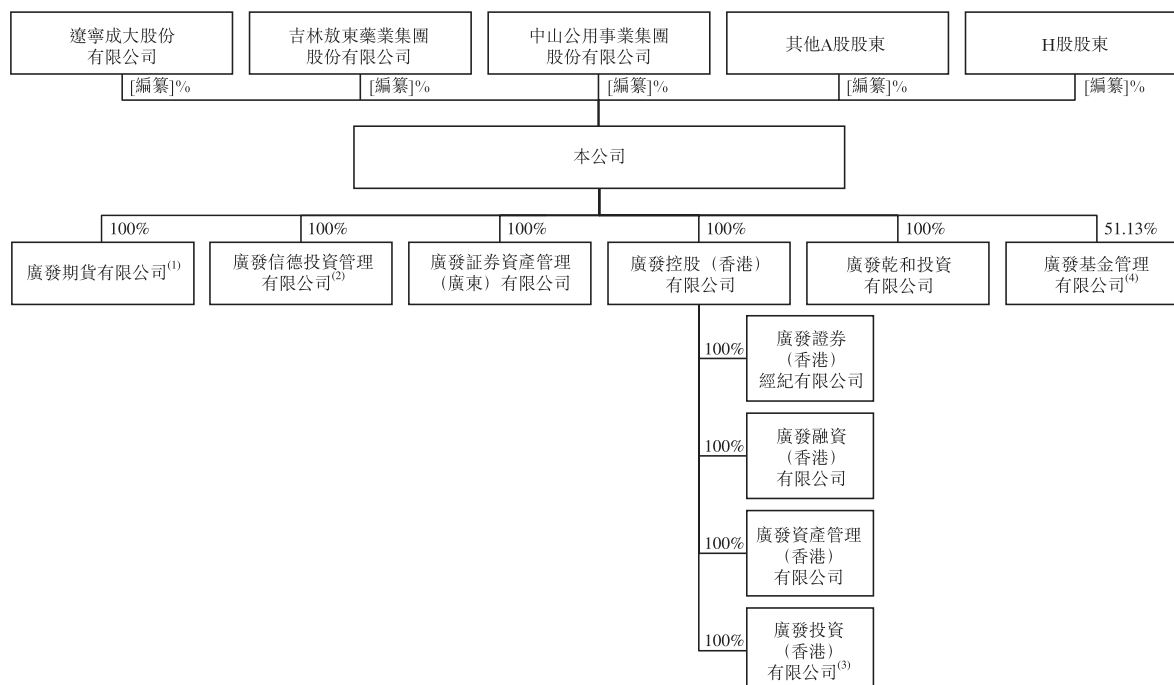 遼寧成大股份
有限公司
吉林敖東藥業集團
股份有限公司
中山公用事業集團
股份有限公司
其他A股股東
H股股東
[編纂]%
[編纂]%
[編纂]%
[編纂]%
[編纂]%
本公司
100%
100%
100%
100%
100%
51.13%
廣發期貨有限公司(1)
廣發信德投資管理
有限公司(2)
廣發証券資產管理
（廣東）有限公司
廣發控股（香港）
有限公司
廣發乾和投資
有限公司
廣發基金管理
有限公司(4)
100%
廣發證券
（香港）
經紀有限公司
100%
廣發融資
（香港）
有限公司
100%
廣發資產管理
（香港）
有限公司
100%
廣發投資
（香港）
有限公司(3)